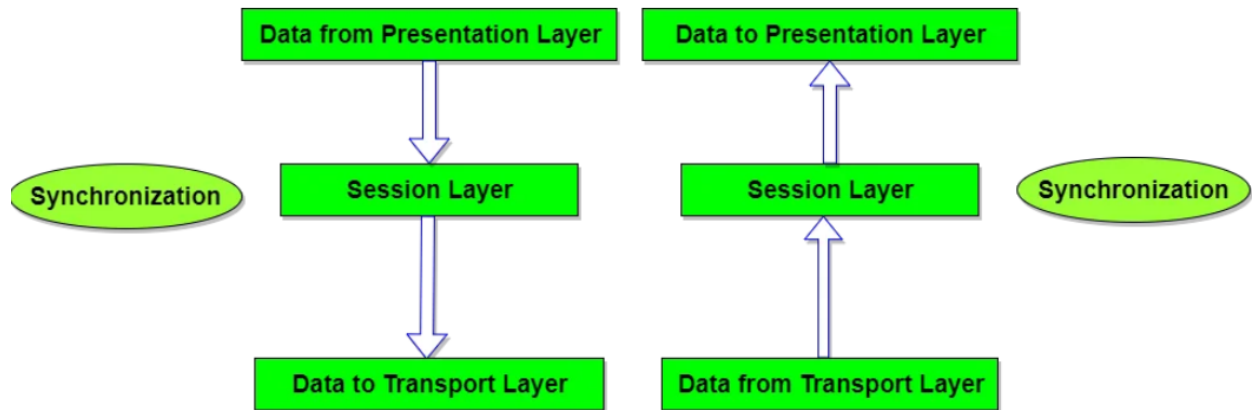 Data from Presentation Layer
Data to Presentation Layer
Synchronization
Session Layer
Session Layer
Synchronization
Data to Transport Layer
Data from Transport Layer